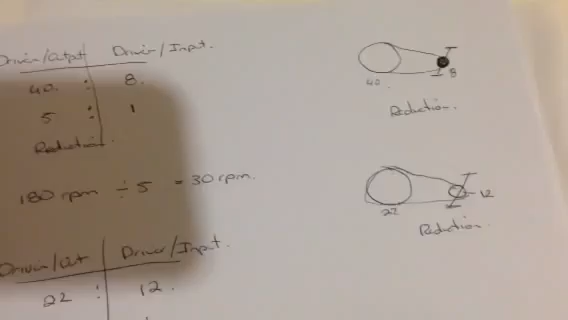 Driven/Output Driver/Input.
40. : 8.
5 : 1
Reduction.
180 rpm ÷ 5 = 30 rpm.
Driven/Out Driver/Input.
22 : 12.
40. 8
Reduction.
22 12
Reduction.